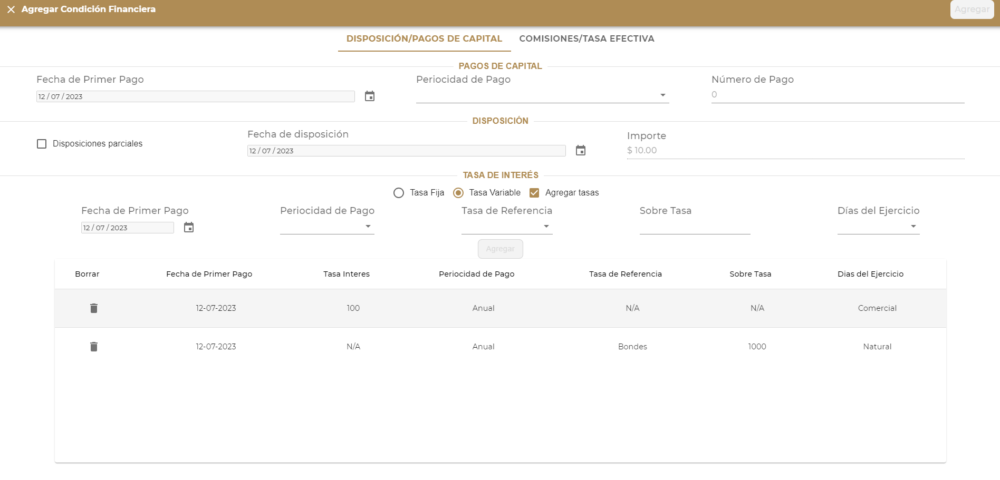 Agregar Condición Financiera
Agregar
DISPOSICIÓN/PAGOS DE CAPITAL
COMISIONES/TASA EFECTIVA
PAGOS DE CAPITAL
Fecha de Primer Pago
Periocidad de Pago
Número de Pago
12 / 07 / 2023
0
DISPOSICIÓN
Disposiciones parciales
Fecha de disposición
12 / 07 / 2023
Importe
$ 10.00
TASA DE INTERÉS
Tasa Fija
Tasa Variable
Agregar tasas
Fecha de Primer Pago
Periocidad de Pago
Tasa de Referencia
Sobre Tasa
Días del Ejercicio
12 / 07 / 2023
Agregar
Borrar Fecha de Primer Pago Tasa Interes Periocidad de Pago Tasa de Referencia Sobre Tasa Dias del Ejercicio
12-07-2023 100 Anual N/A N/A Comercial
12-07-2023 N/A Anual Bondes 1000 Natural